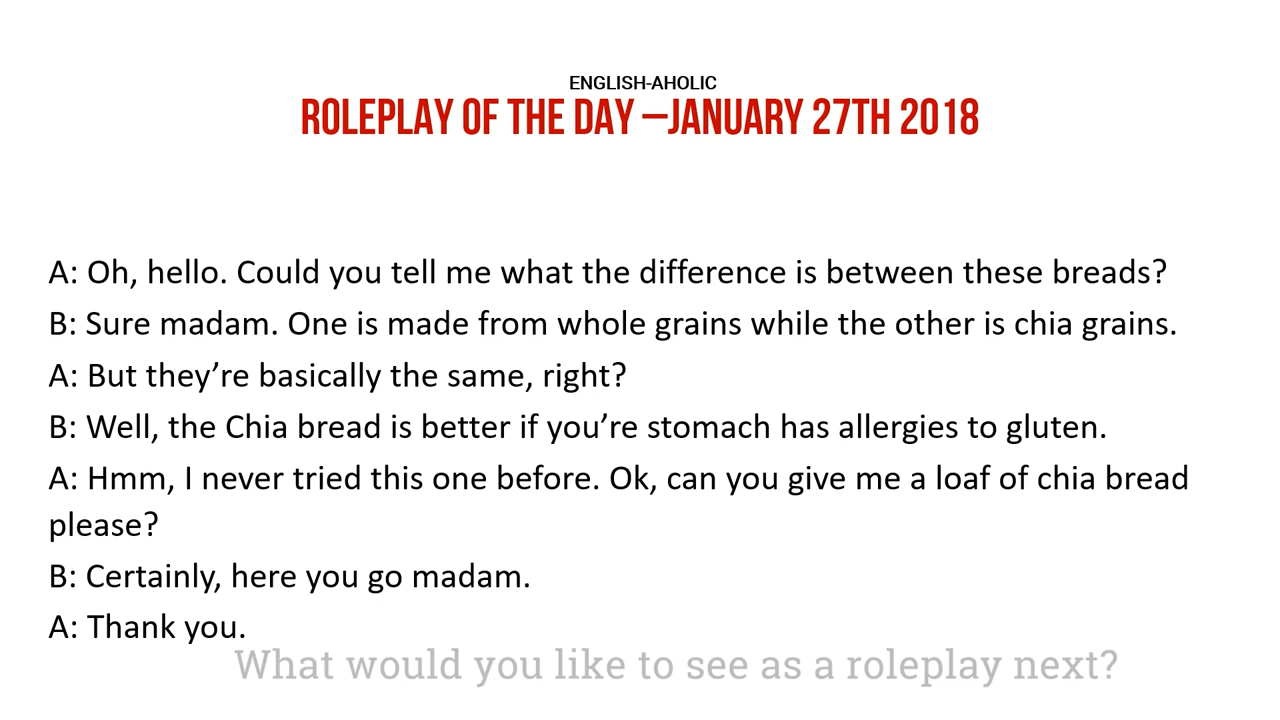 ENGLISH-AHOLIC
ROLEPLAY OF THE DAY –JANUARY 27TH 2018
A: Oh, hello. Could you tell me what the difference is between these breads?
B: Sure madam. One is made from whole grains while the other is chia grains.
A: But they’re basically the same, right?
B: Well, the Chia bread is better if you’re stomach has allergies to gluten.
A: Hmm, I never tried this one before. Ok, can you give me a loaf of chia bread
please?
B: Certainly, here you go madam.
A: Thank you.
What would you like to see as a roleplay next?